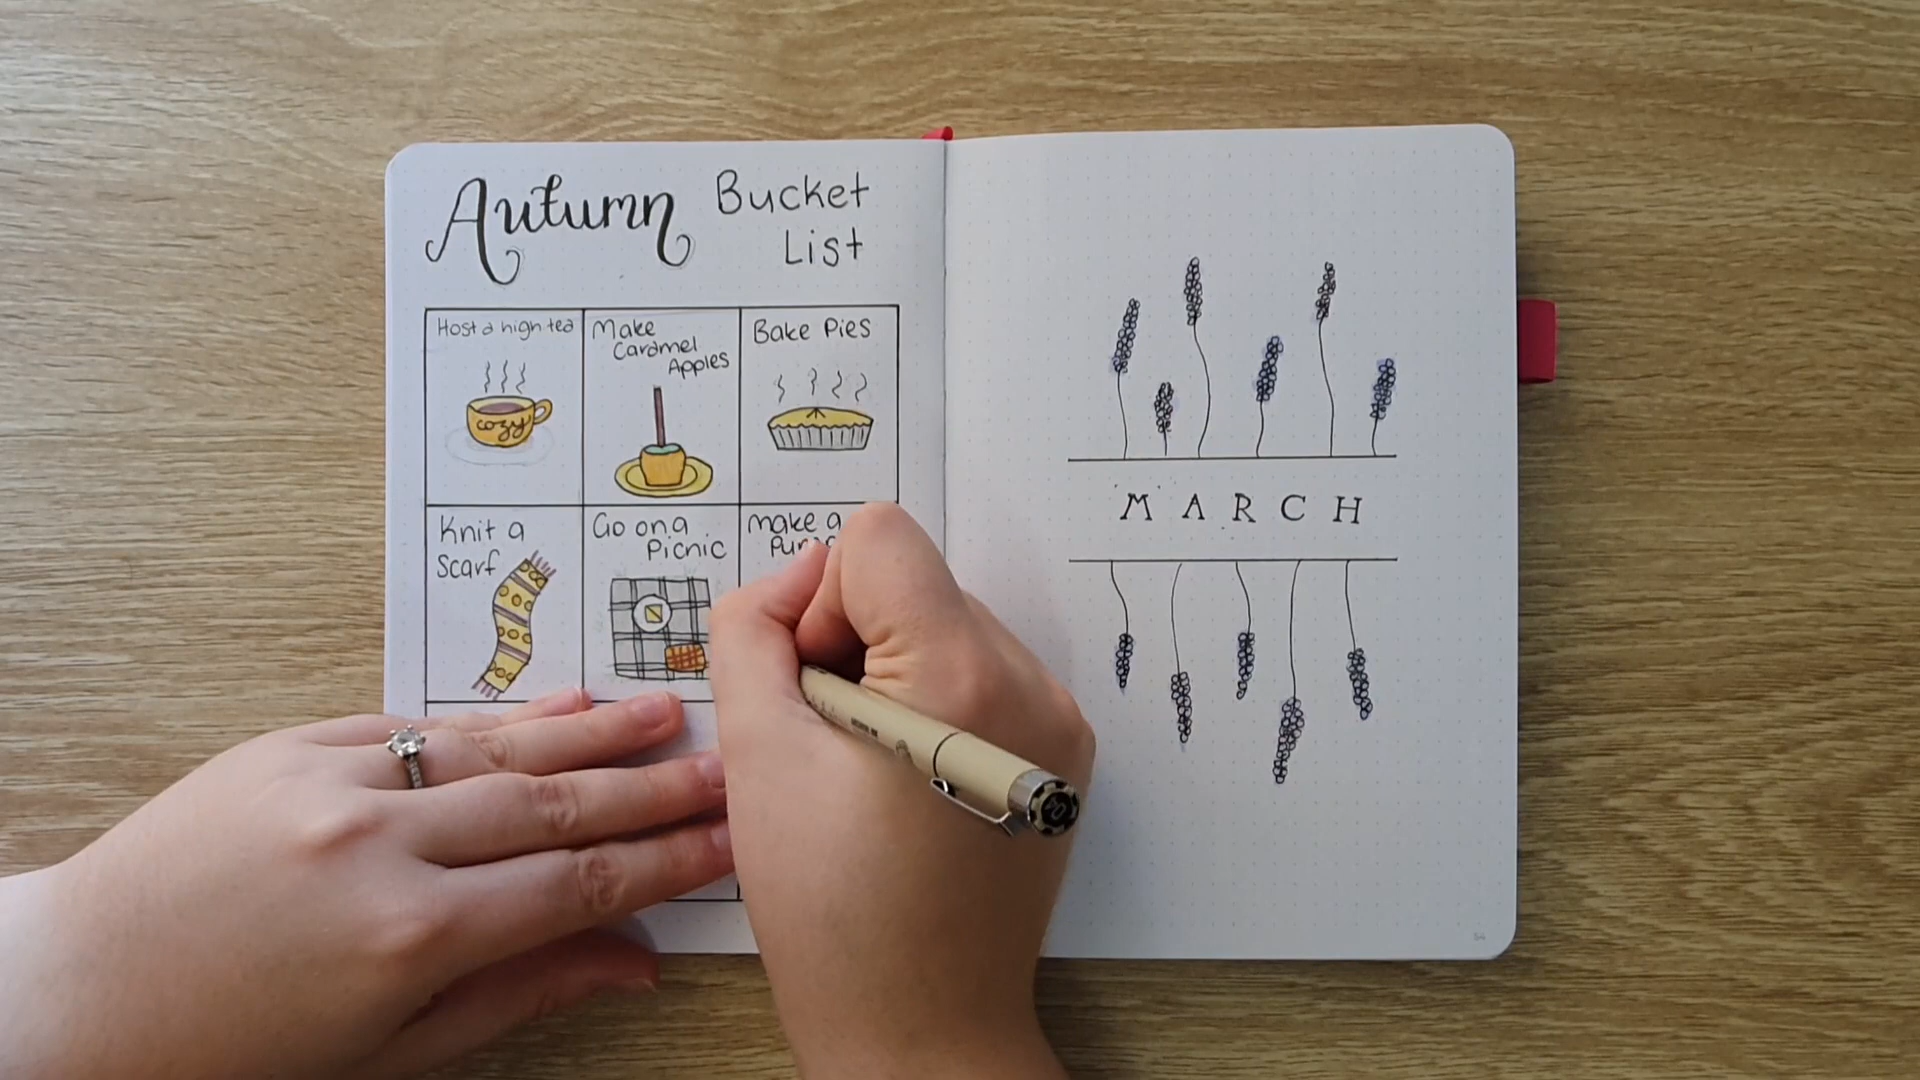 Autumn Bucket
List
Host a high tea
Make
Caramel
Apples
Bake Pies
cozy
Knit a
Scarf
Go on a
Picnic
make a
MARCH